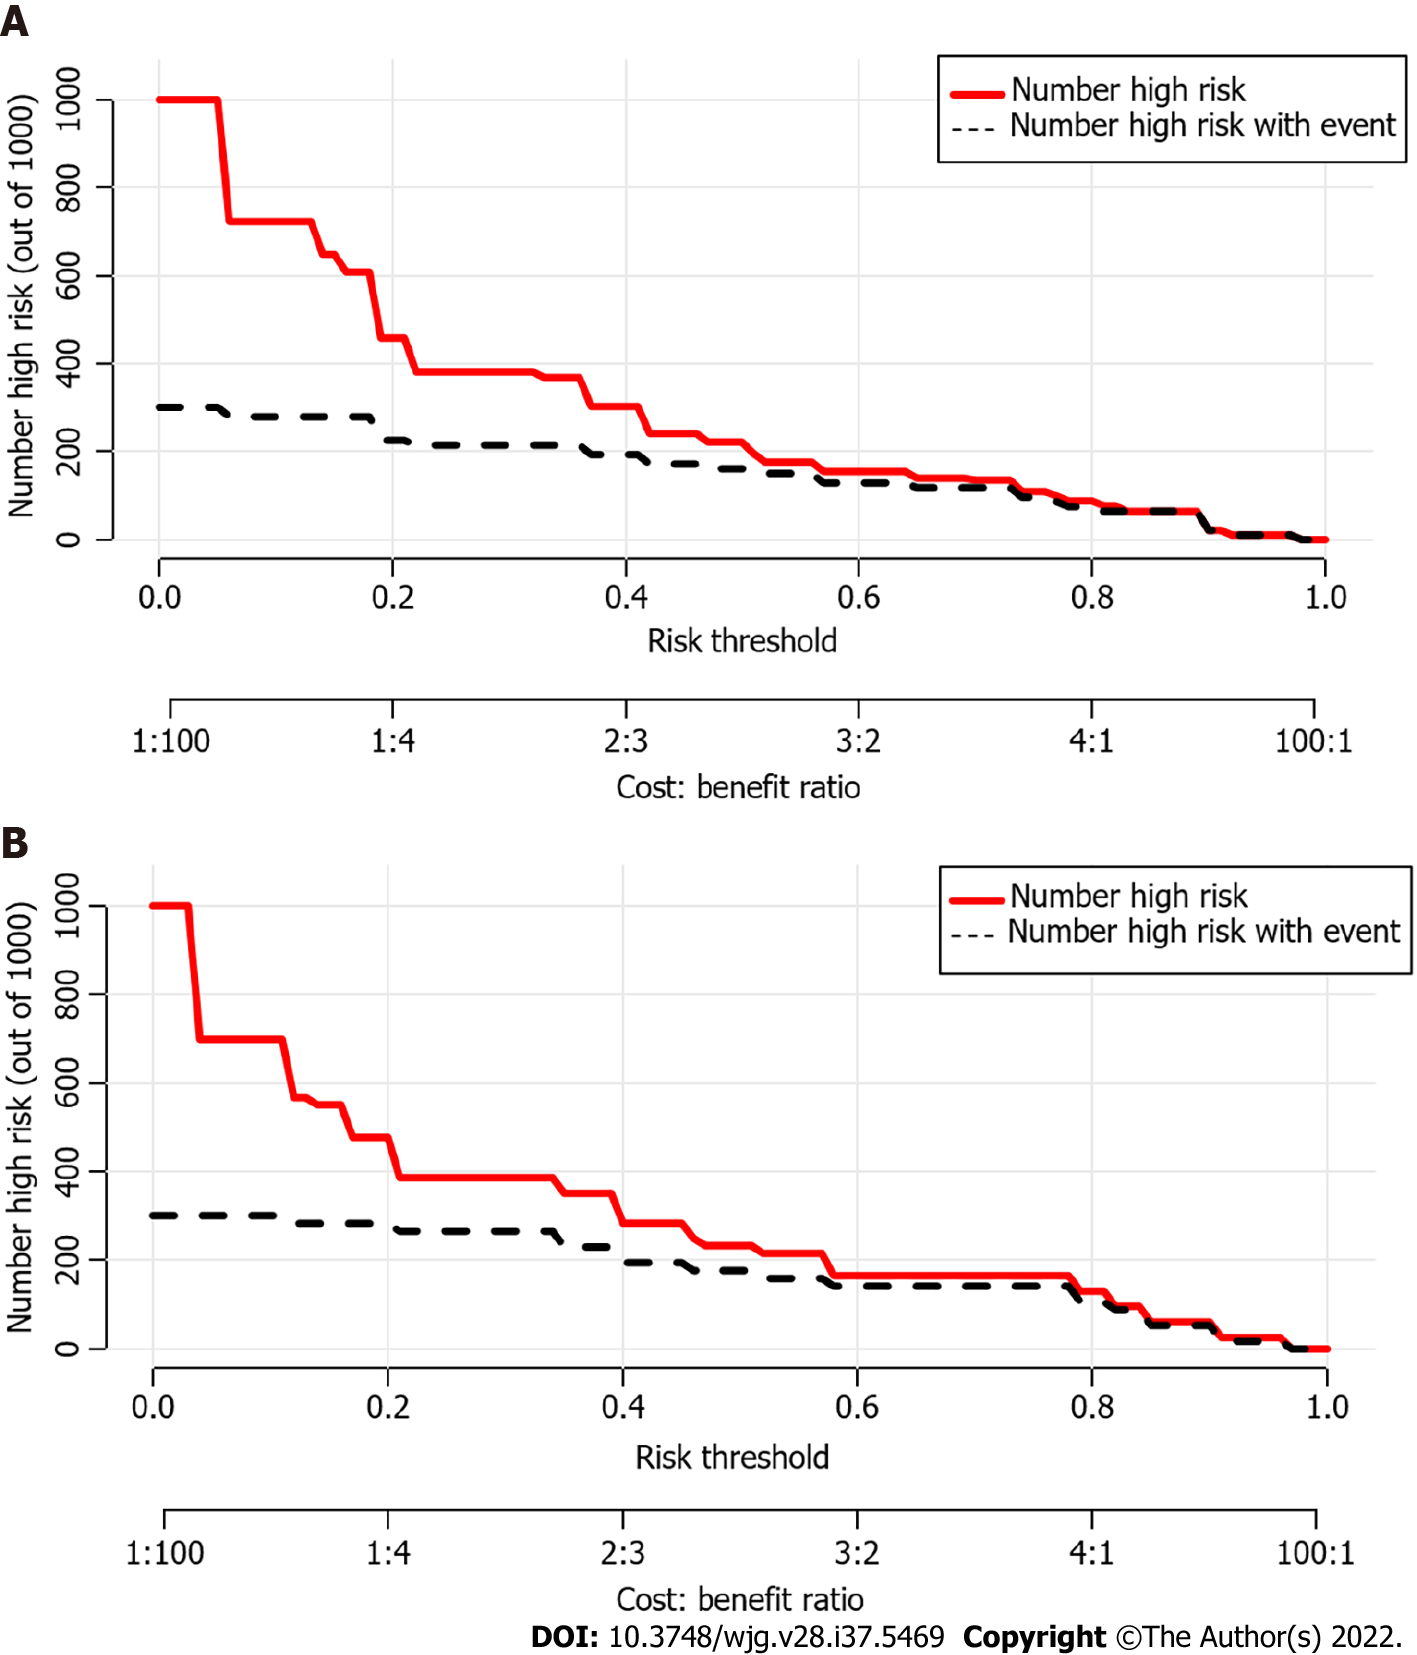 A
Number high risk (out of 1000)
1000
800
600
400
200
0
Number high risk
Number high risk with event
0.0 0.2 0.4 0.6 0.8 1.0
Risk threshold
1:100 1:4 2:3 3:2 4:1 100:1
Cost: benefit ratio
B
Number high risk (out of 1000)
1000
800
600
400
200
0
Number high risk
Number high risk with event
0.0 0.2 0.4 0.6 0.8 1.0
Risk threshold
1:100 1:4 2:3 3:2 4:1 100:1
Cost: benefit ratio
DOI: 10.3748/wjg.v28.i37.5469 Copyright ©The Author(s) 2022.